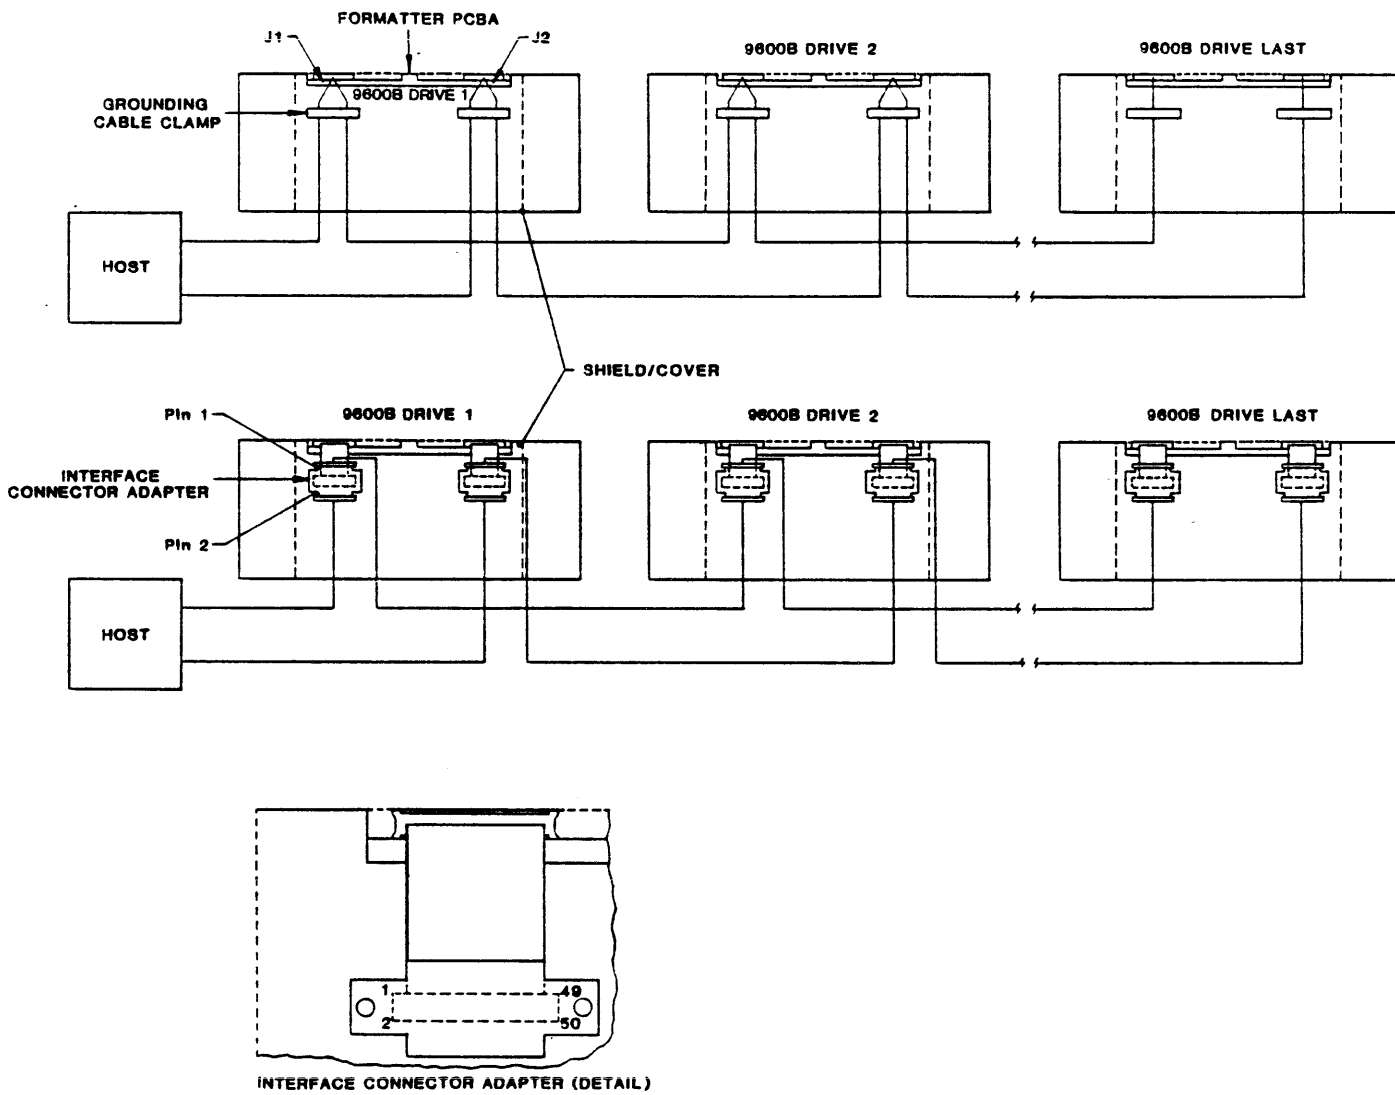 FORMATTER PCBA
J1
J2
9600B DRIVE 2
9600B DRIVE LAST
9600B DRIVE 1
GROUNDING
CABLE CLAMP
HOST
SHIELD/COVER
Pin 1
9600B DRIVE 1
9600B DRIVE 2
9600B DRIVE LAST
INTERFACE
CONNECTOR ADAPTER
Pin 2
HOST
1
49
2
50
INTERFACE CONNECTOR ADAPTER (DETAIL)